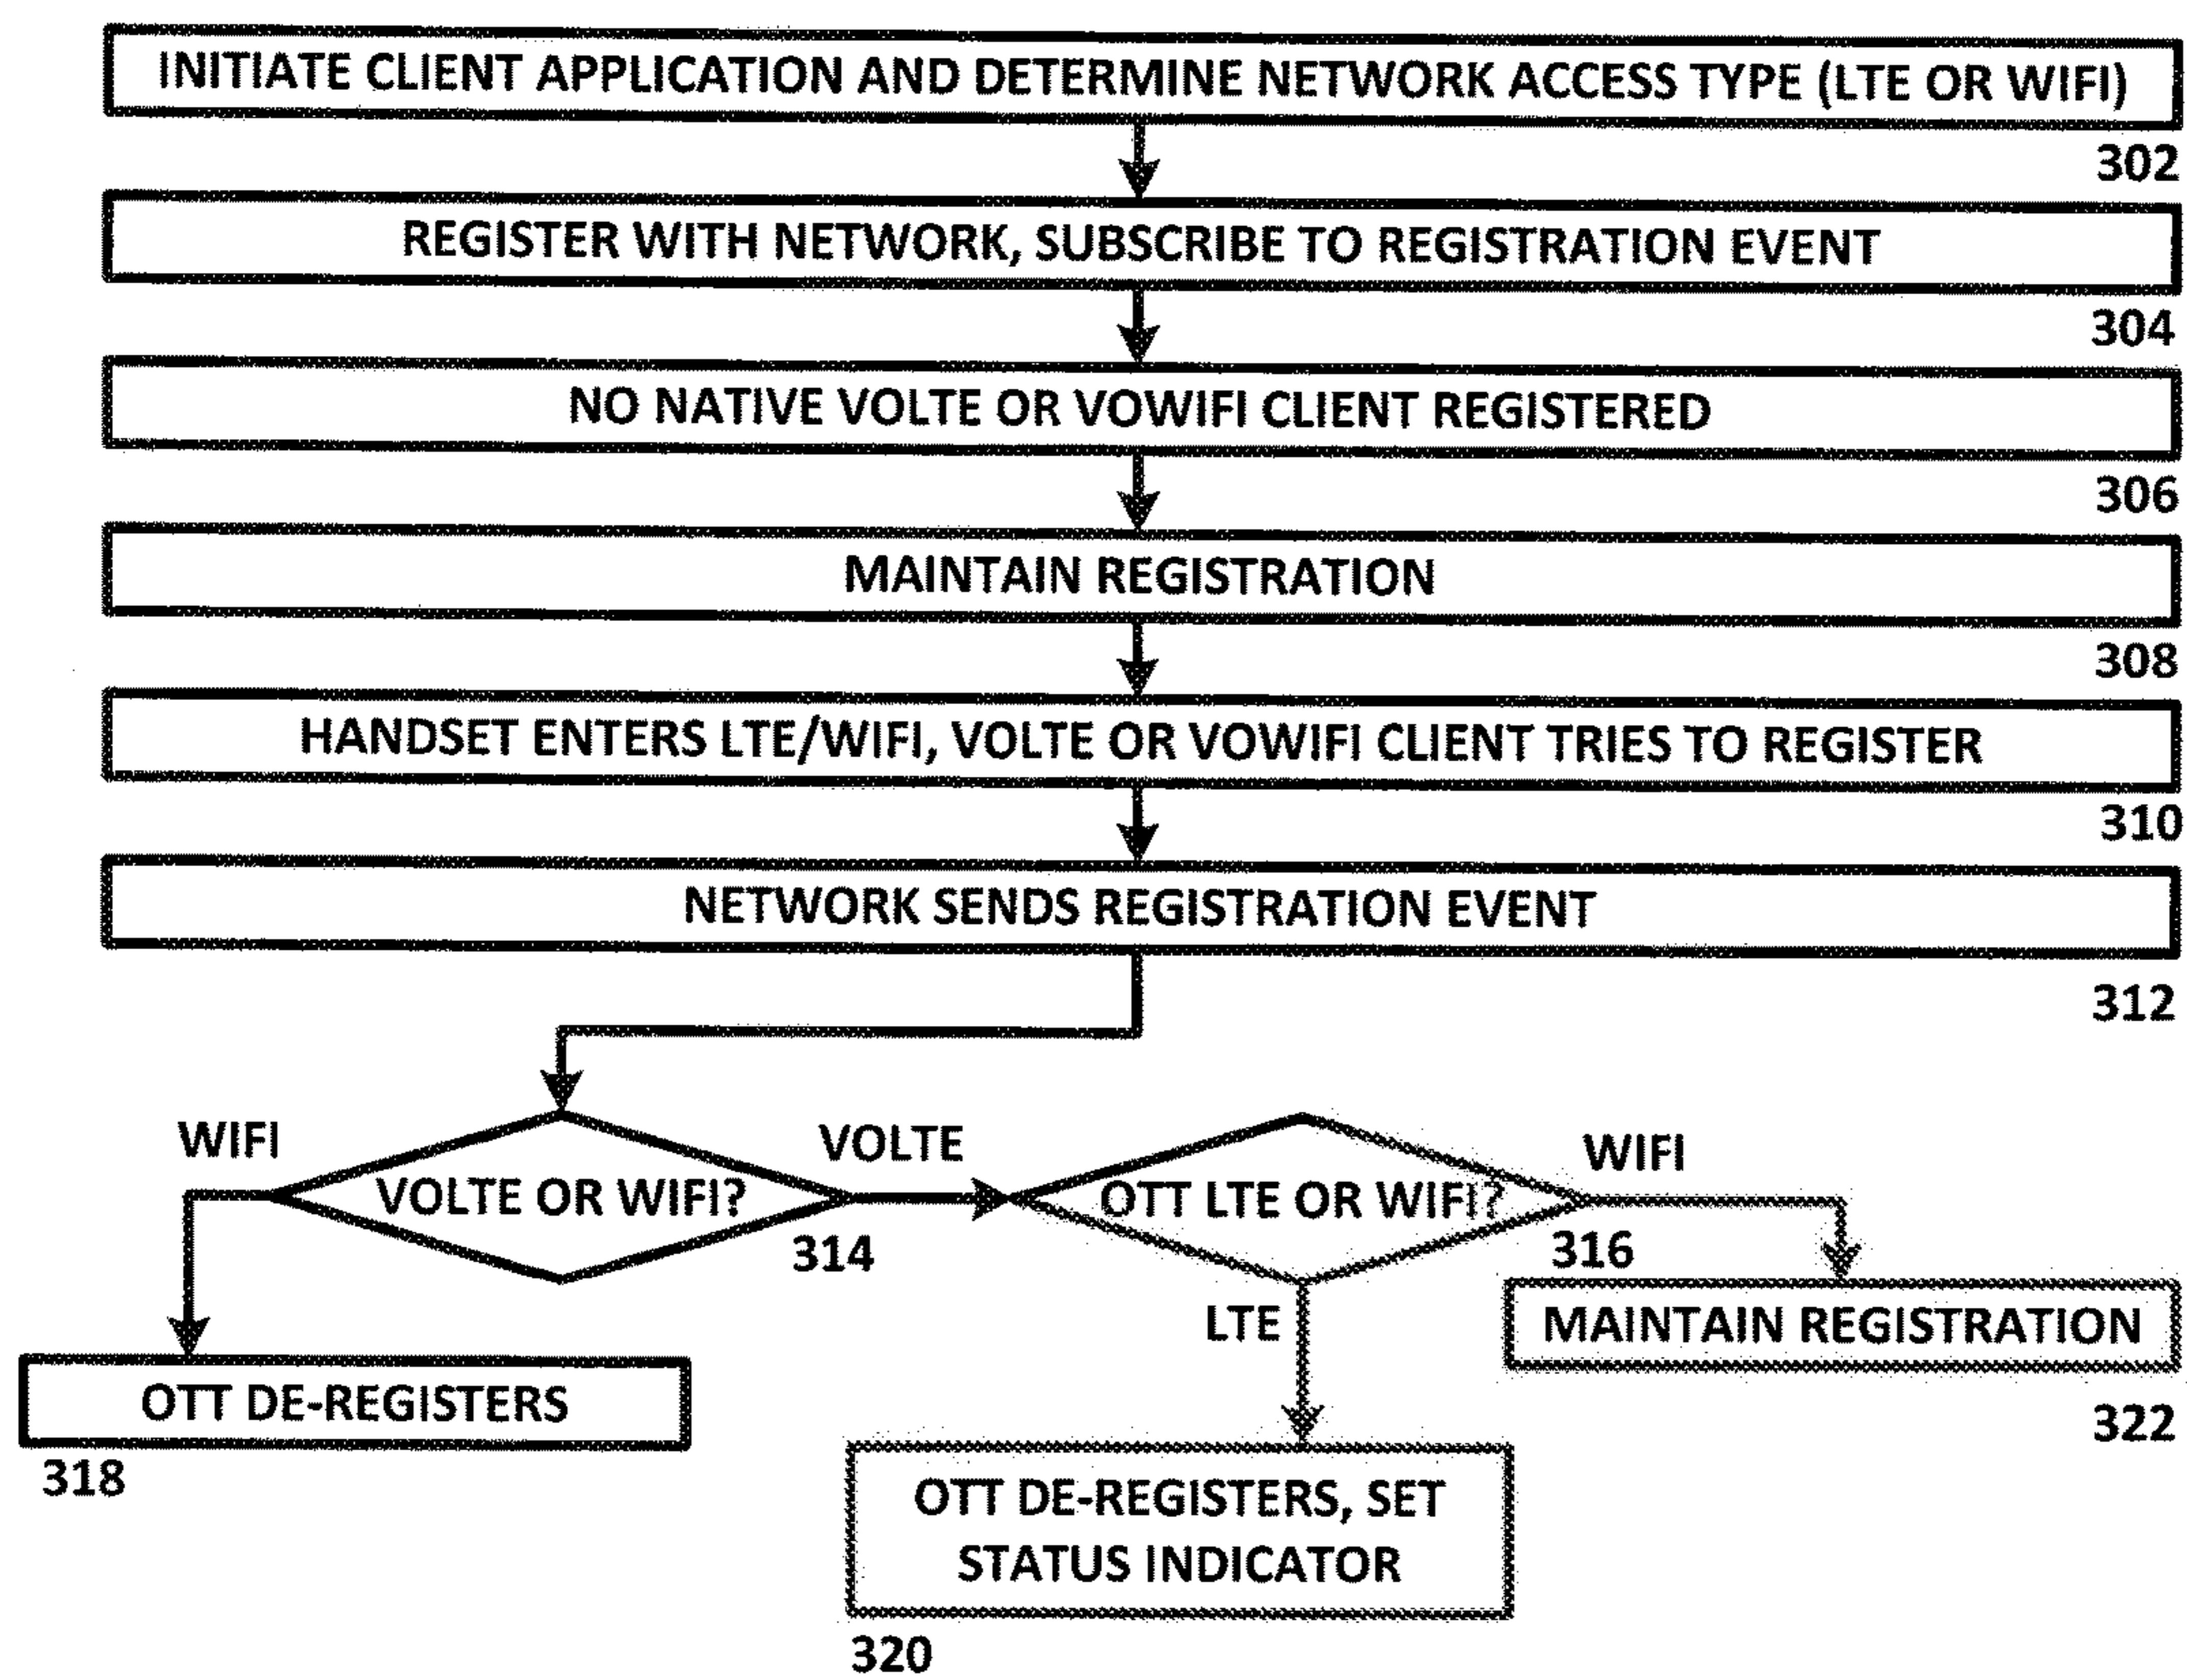 INITIATE CLIENT APPLICATION AND DETERMINE NETWORK ACCESS TYPE (LTE OR WIFI)
302
REGISTER WITH NETWORK, SUBSCRIBE TO REGISTRATION EVENT
304
NO NATIVE VOLTE OR VOWIFI CLIENT REGISTERED
306
MAINTAIN REGISTRATION
308
HANDSET ENTERS LTE/WIFI, VOLTE OR VOWIFI CLIENT TRIES TO REGISTER
310
NETWORK SENDS REGISTRATION EVENT
312
WIFI
VOLTE OR WIFI?
314
VOLTE
OTT LTE OR WIFI?
316
WIFI
LTE
MAINTAIN REGISTRATION
322
OTT DE-REGISTERS
318
OTT DE-REGISTERS, SET
STATUS INDICATOR
320